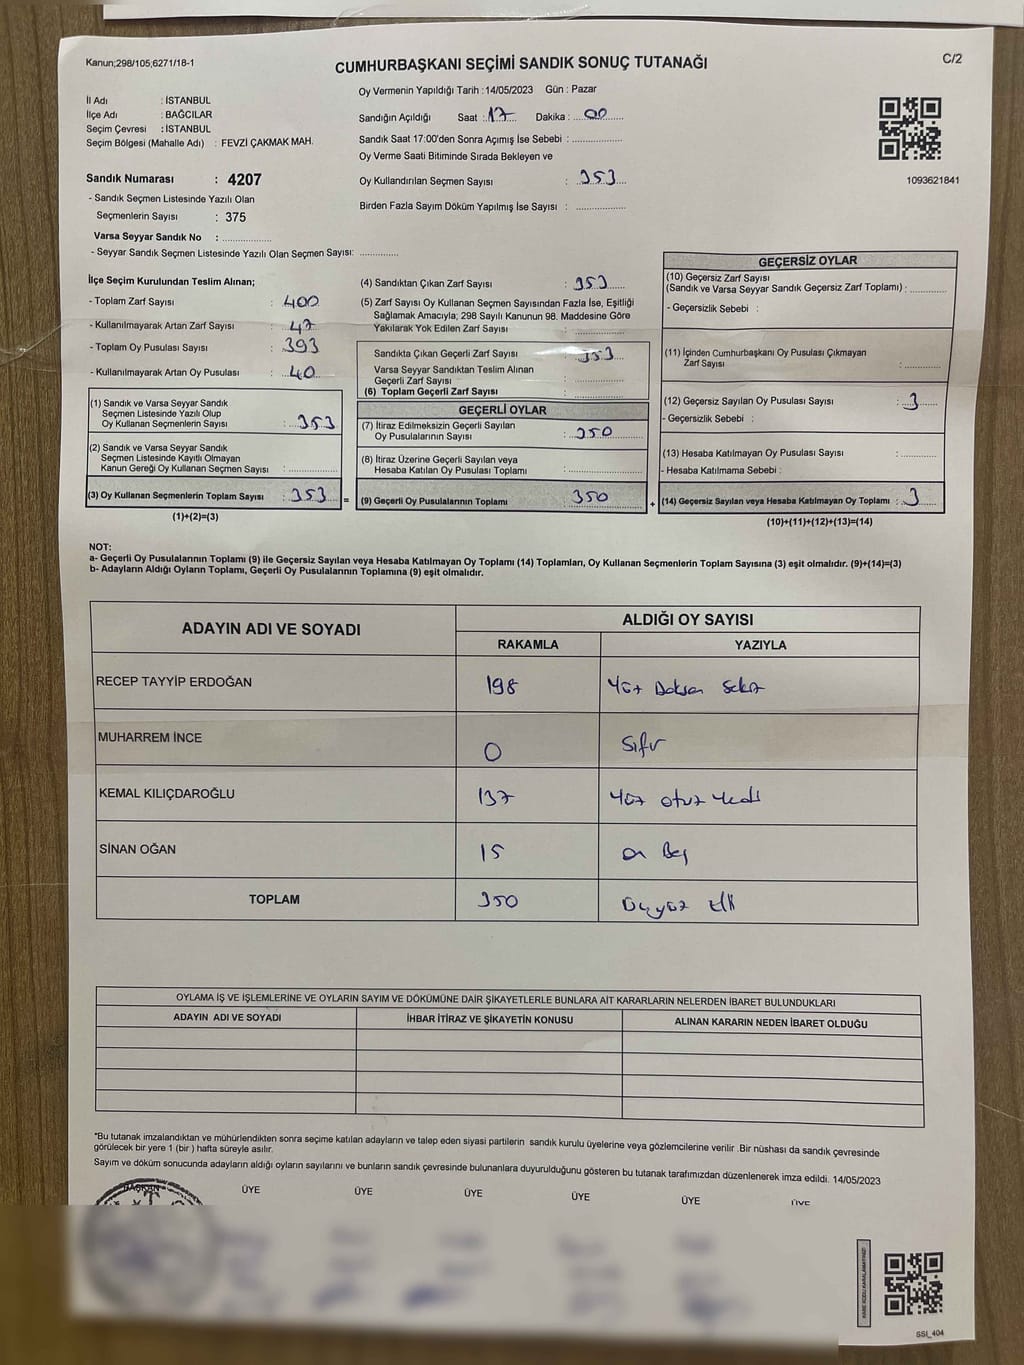 Kanun;298/105;6271/18-1
CUMHURBAŞKANI SEÇİMİ SANDIK SONUÇ TUTANAĞI
C/2
Oy Vermenin Yapıldığı Tarih :14/05/2023 Gün : Pazar
İl Adı : İSTANBUL
İlçe Adı : BAĞCILAR
Seçim Çevresi : İSTANBUL
Seçim Bölgesi (Mahalle Adı) : FEVZİ ÇAKMAK MAH.
Sandığın Açıldığı Saat : 17 Dakika : 00
Sandık Saat 17:00'den Sonra Açımış İse Sebebi :
Oy Verme Saati Bitiminde Sırada Bekleyen ve
Oy Kullandırılan Seçmen Sayısı : 353
Birden Fazla Sayım Döküm Yapılmış İse Sayısı :
1093621841
Sandık Numarası : 4207
- Sandık Seçmen Listesinde Yazılı Olan
Seçmenlerin Sayısı : 375
Varsa Seyyar Sandık No :
- Seyyar Sandık Seçmen Listesinde Yazılı Olan Seçmen Sayısı:
İlçe Seçim Kurulundan Teslim Alınan;
- Toplam Zarf Sayısı : 400
- Kullanılmayarak Artan Zarf Sayısı : 47
- Toplam Oy Pusulası Sayısı : 393
- Kullanılmayarak Artan Oy Pusulası : 40
(1) Sandık ve Varsa Seyyar Sandık
Seçmen Listesinde Yazılı Olup
Oy Kullanan Seçmenlerin Sayısı : 353
(2) Sandık ve Varsa Seyyar Sandık
Seçmen Listesinde Kayıtlı Olmayan
Kanun Gereği Oy Kullanan Seçmen Sayısı :
(3) Oy Kullanan Seçmenlerin Toplam Sayısı : 353 =
(1)+(2)=(3)
(4) Sandıktan Çıkan Zarf Sayısı : 353
(5) Zarf Sayısı Oy Kullanan Seçmen Sayısından Fazla İse, Eşitliği
Sağlamak Amacıyla; 298 Sayılı Kanunun 98. Maddesine Göre
Yakılarak Yok Edilen Zarf Sayısı :
Sandıkta Çıkan Geçerli Zarf Sayısı : 353
Varsa Seyyar Sandıktan Teslim Alınan
Geçerli Zarf Sayısı :
(6) Toplam Geçerli Zarf Sayısı :
GEÇERLİ OYLAR
(7) İtiraz Edilmeksizin Geçerli Sayılan
Oy Pusulalarının Sayısı : 350
(8) İtiraz Üzerine Geçerli Sayılan veya
Hesaba Katılan Oy Pusulası Toplamı :
(9) Geçerli Oy Pusulalarının Toplamı 350 +
GEÇERSİZ OYLAR
(10) Geçersiz Zarf Sayısı
(Sandık ve Varsa Seyyar Sandık Geçersiz Zarf Toplamı) :
- Geçersizlik Sebebi :
(11) İçinden Cumhurbaşkanı Oy Pusulası Çıkmayan
Zarf Sayısı :
(12) Geçersiz Sayılan Oy Pusulası Sayısı : 3
- Geçersizlik Sebebi :
(13) Hesaba Katılmayan Oy Pusulası Sayısı :
- Hesaba Katılmama Sebebi :
(14) Geçersiz Sayılan veya Hesaba Katılmayan Oy Toplamı : 3
(10)+(11)+(12)+(13)=(14)
NOT:
a- Geçerli Oy Pusulalarının Toplamı (9) ile Geçersiz Sayılan veya Hesaba Katılmayan Oy Toplamı (14) Toplamları, Oy Kullanan Seçmenlerin Toplam Sayısına (3) eşit olmalıdır. (9)+(14)=(3)
b- Adayların Aldığı Oyların Toplamı, Geçerli Oy Pusulalarının Toplamına (9) eşit olmalıdır.
ADAYIN ADI VE SOYADI
ALDIĞI OY SAYISI
RAKAMLA YAZIYLA
RECEP TAYYİP ERDOĞAN 198 Yüz Doksan Sekiz
MUHARREM İNCE 0 Sıfır
KEMAL KILIÇDAROĞLU 137 Yüz otuz Yedi
SİNAN OĞAN 15 on Beş
TOPLAM 350 Üçyüz Elli
OYLAMA İŞ VE İŞLEMLERİNE VE OYLARIN SAYIM VE DÖKÜMÜNE DAİR ŞİKAYETLERLE BUNLARA AİT KARARLARIN NELERDEN İBARET BULUNDUKLARI
ADAYIN ADI VE SOYADI İHBAR İTİRAZ VE ŞİKAYETİN KONUSU ALINAN KARARIN NEDEN İBARET OLDUĞU
*Bu tutanak imzalandıktan ve mühürlendikten sonra seçime katılan adayların ve talep eden siyasi partilerin sandık kurulu üyelerine veya gözlemcilerine verilir .Bir nüshası da sandık çevresinde
görülecek bir yere 1 (bir ) hafta süreyle asılır.
Sayım ve döküm sonucunda adayların aldığı oyların sayılarını ve bunların sandık çevresinde bulunanlara duyurulduğunu gösteren bu tutanak tarafımızdan düzenlenerek imza edildi. 14/05/2023
BAŞKAN ÜYE ÜYE ÜYE ÜYE ÜYE ÜYE
KARE KODU KARALAMAYINIZ!
SSI_404